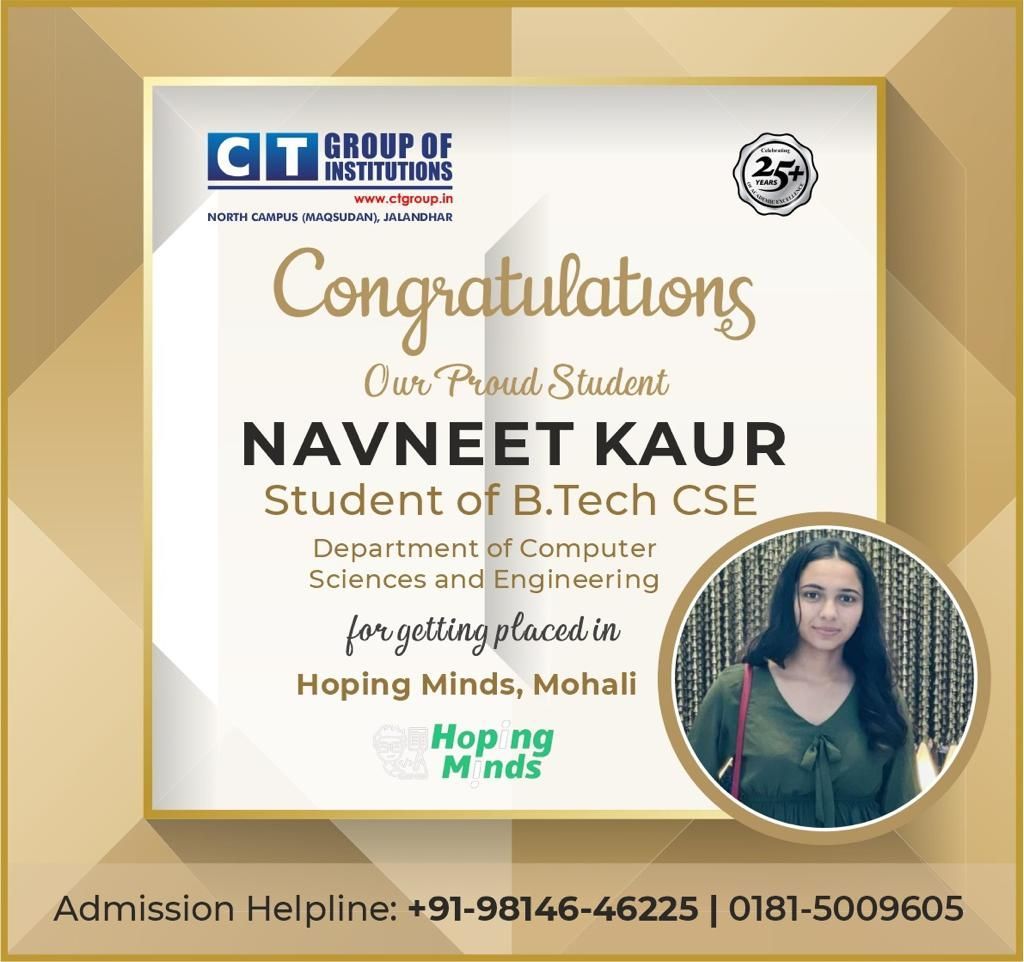 CT GROUP OF INSTITUTIONS
www.ctgroup.in
NORTH CAMPUS (MAQSUDAN), JALANDHAR
Celebrating
25+
YEARS
OF ACADEMIC EXCELLENCE
Congratulations
Our Proud Student
NAVNEET KAUR
Student of B.Tech CSE
Department of Computer
Sciences and Engineering
for getting placed in
Hoping Minds, Mohali
Hoping
Minds
Admission Helpline: +91-98146-46225 | 0181-5009605